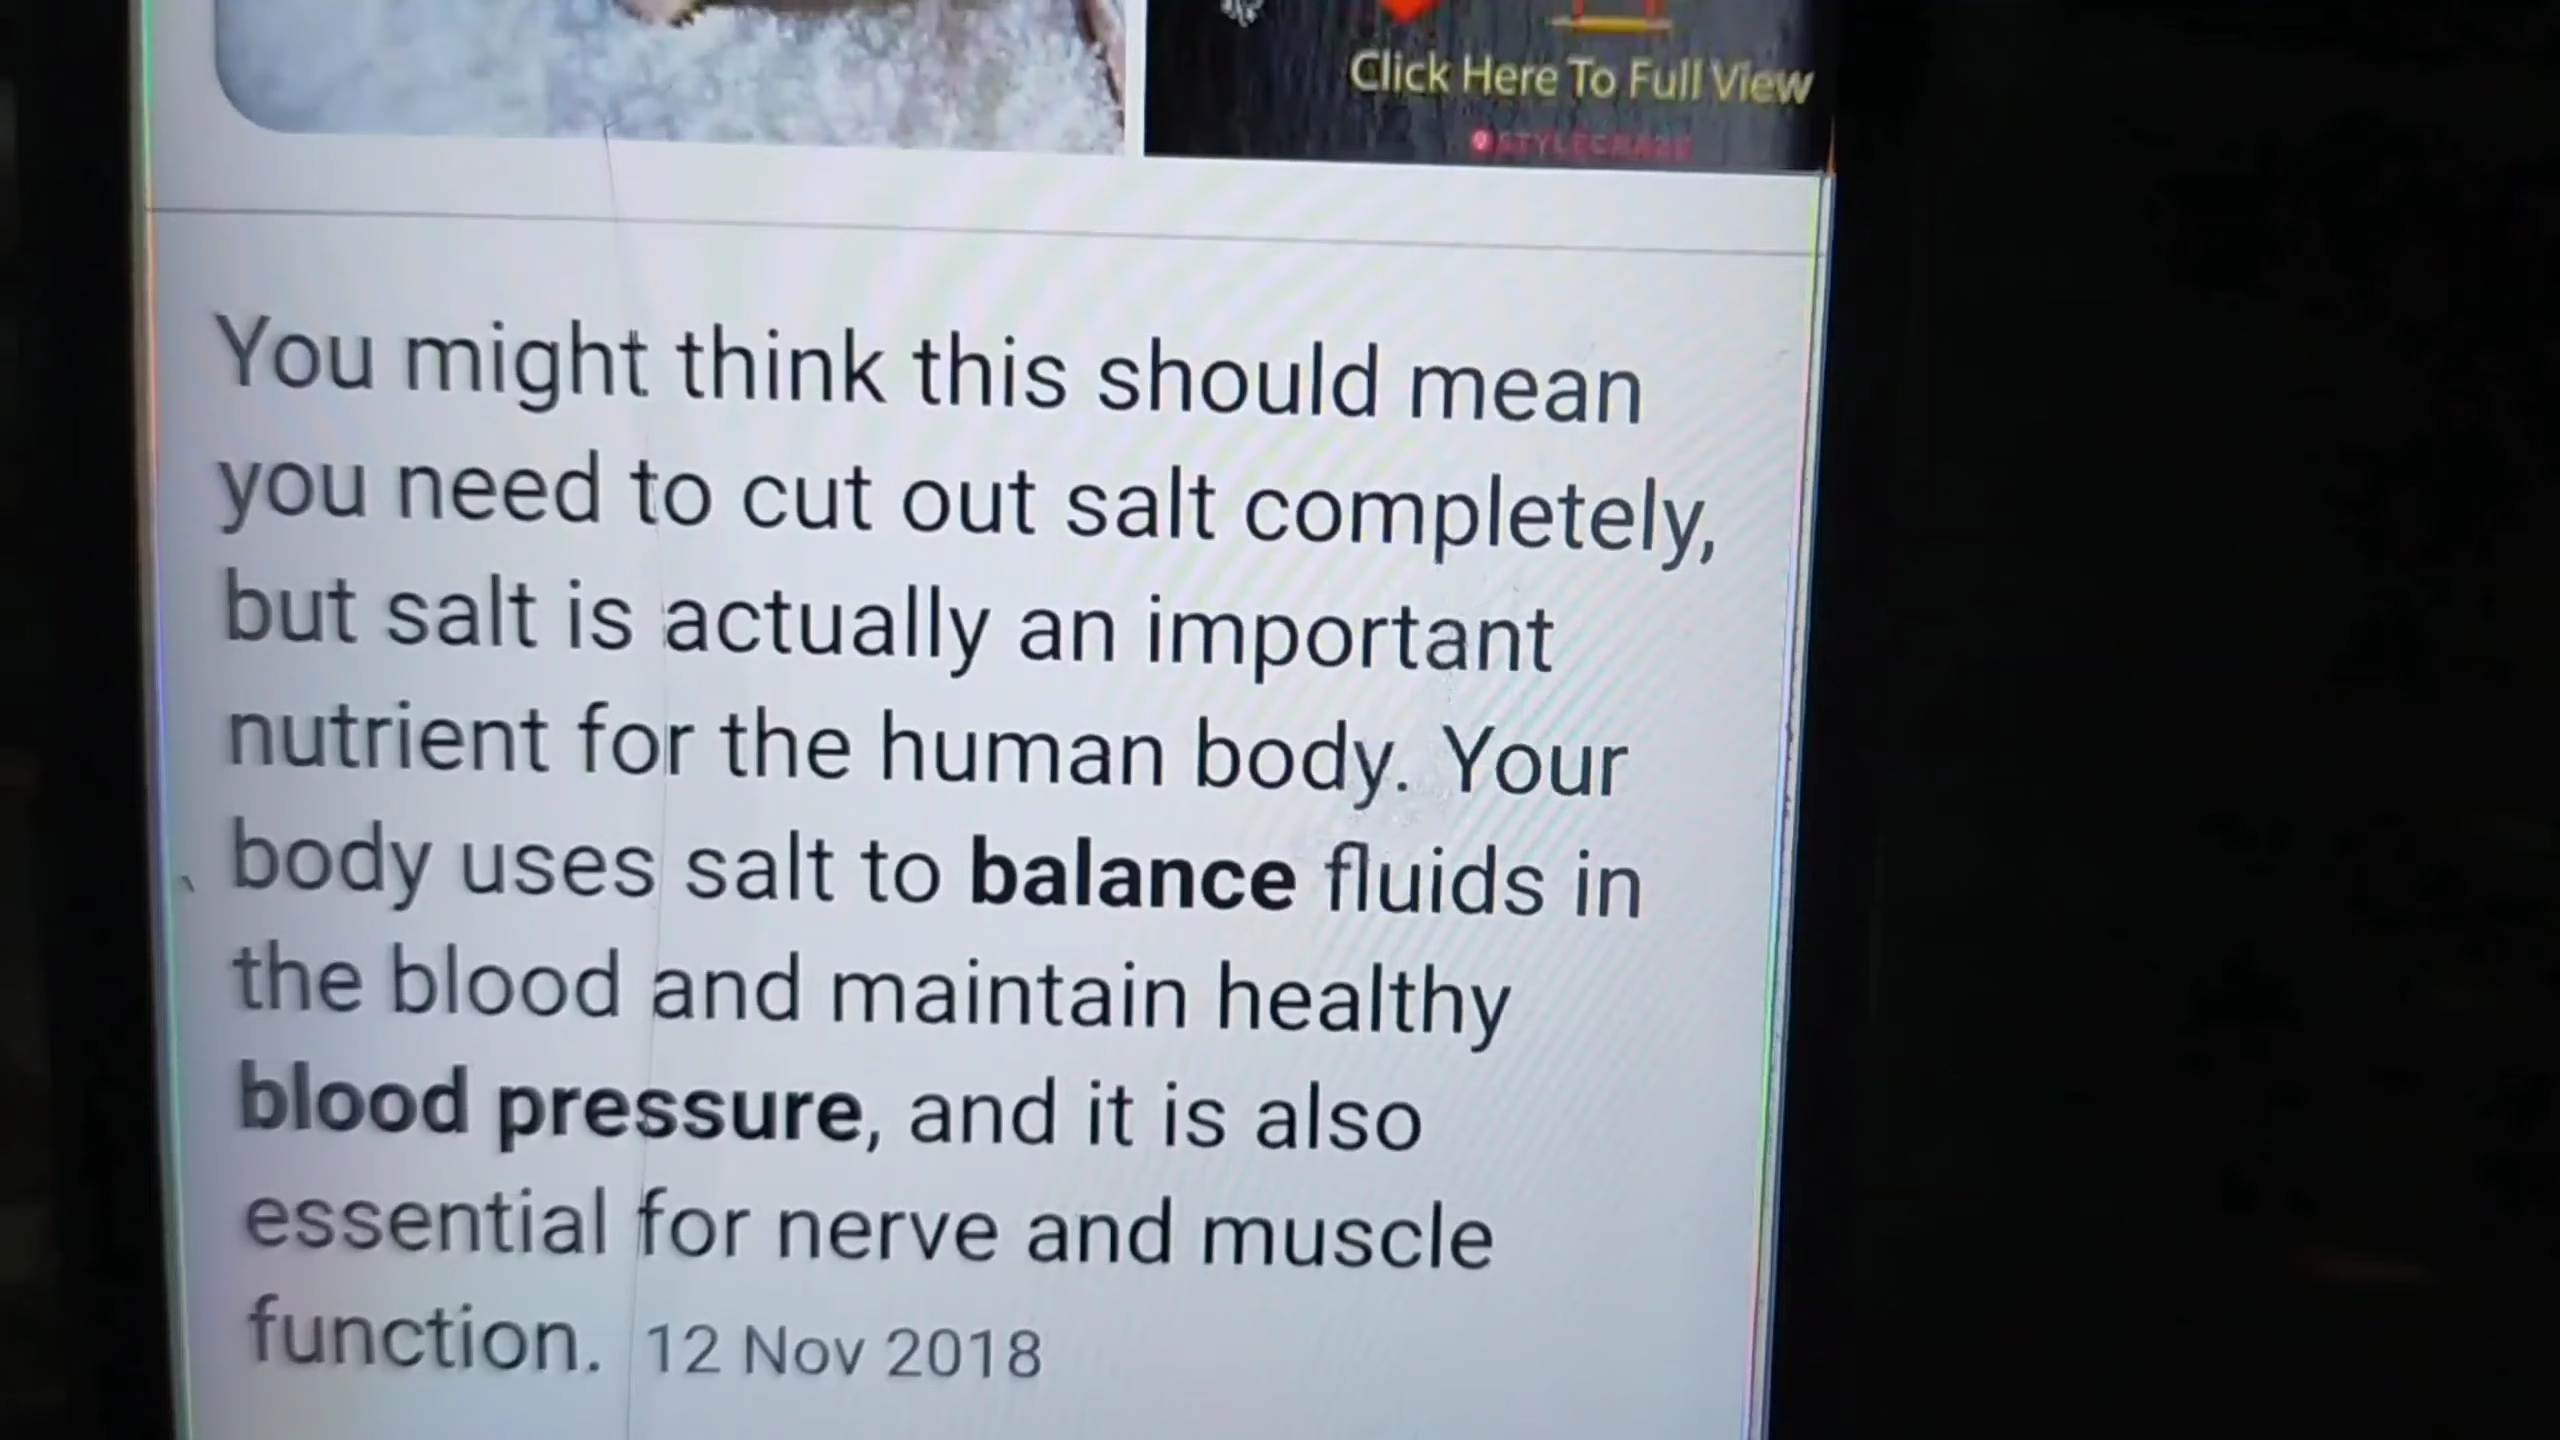 Click Here To Full View
STYLECRAZE
You might think this should mean
you need to cut out salt completely,
but salt is actually an important
nutrient for the human body. Your
body uses salt to balance fluids in
the blood and maintain healthy
blood pressure, and it is also
essential for nerve and muscle
function. 12 Nov 2018